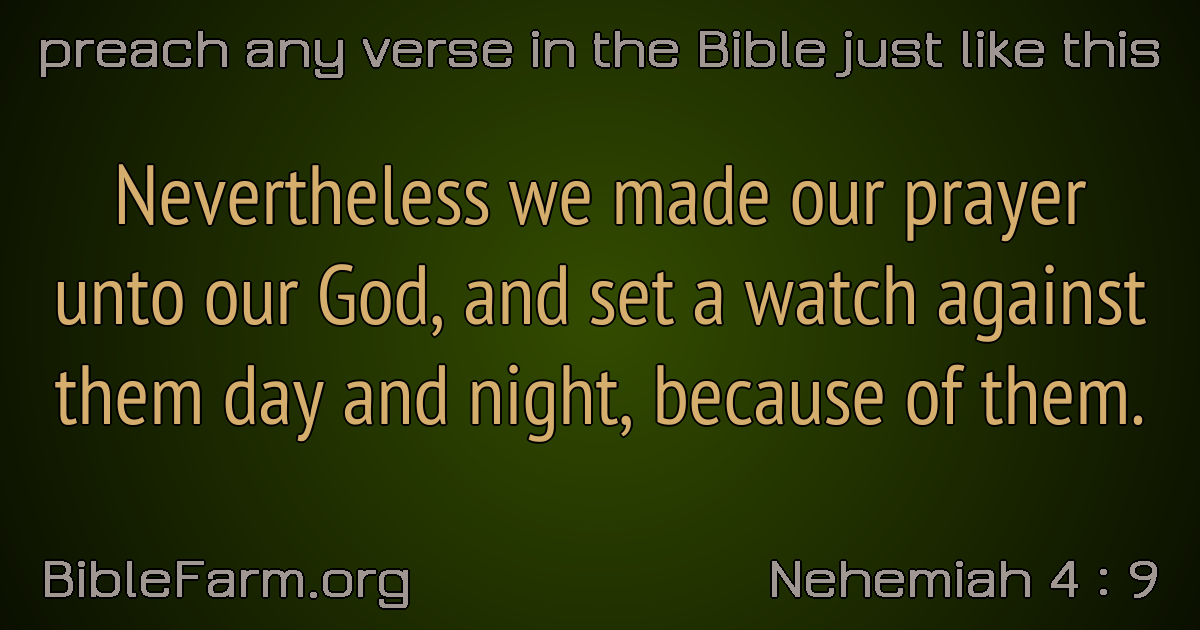 preach any verse in the Bible just like this
Nevertheless we made our prayer
unto our God, and set a watch against
them day and night, because of them.
BibleFarm.org
Nehemiah 4 : 9